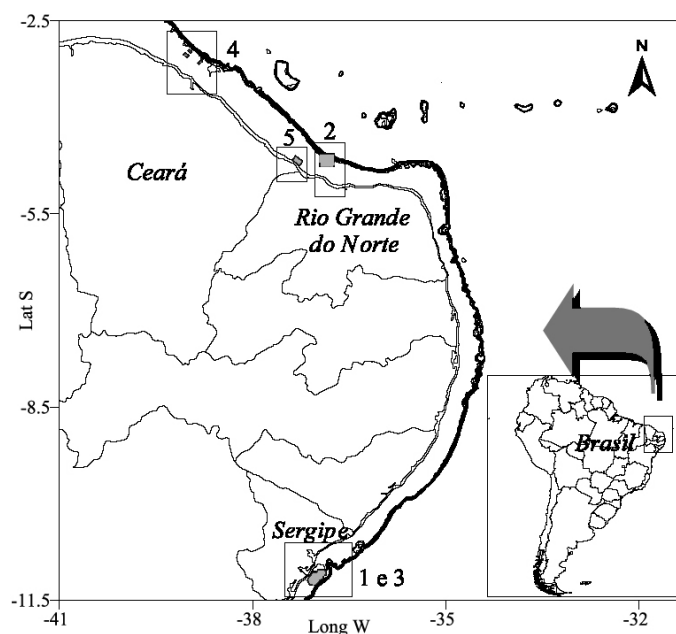 -2.5
4
N
5
2
Ceará
-5.5
Rio Grande
do Norte
Lat S
-8.5
Brasil
Sergipe
1 e 3
-11.5
-41
-38
-35
-32
Long W